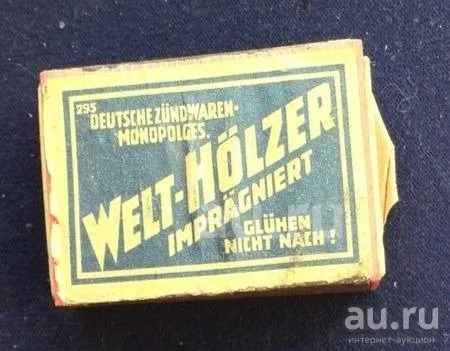 295
DEUTSCHE ZÜNDWAREN-
MONOPOLGES.
WELT-HÖLZER
IMPRÄGNIERT
GLÜHEN
NICHT NACH!
au.ru
интернет-аукцион